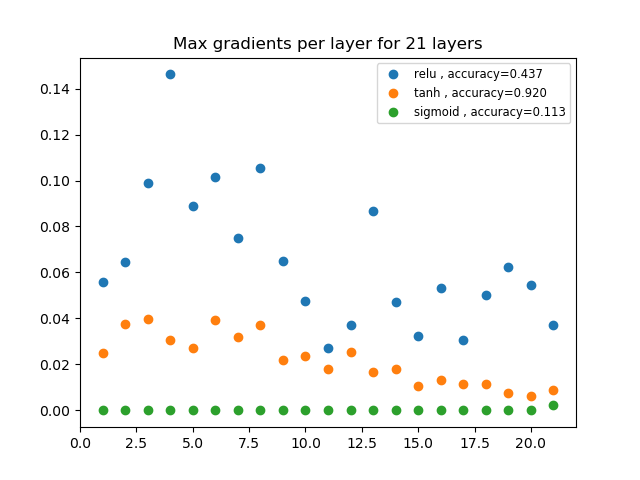 Max gradients per layer for 21 layers
relu , accuracy=0.437
tanh , accuracy=0.920
sigmoid , accuracy=0.113
0.14
0.12
0.10
0.08
0.06
0.04
0.02
0.00
0.0 2.5 5.0 7.5 10.0 12.5 15.0 17.5 20.0